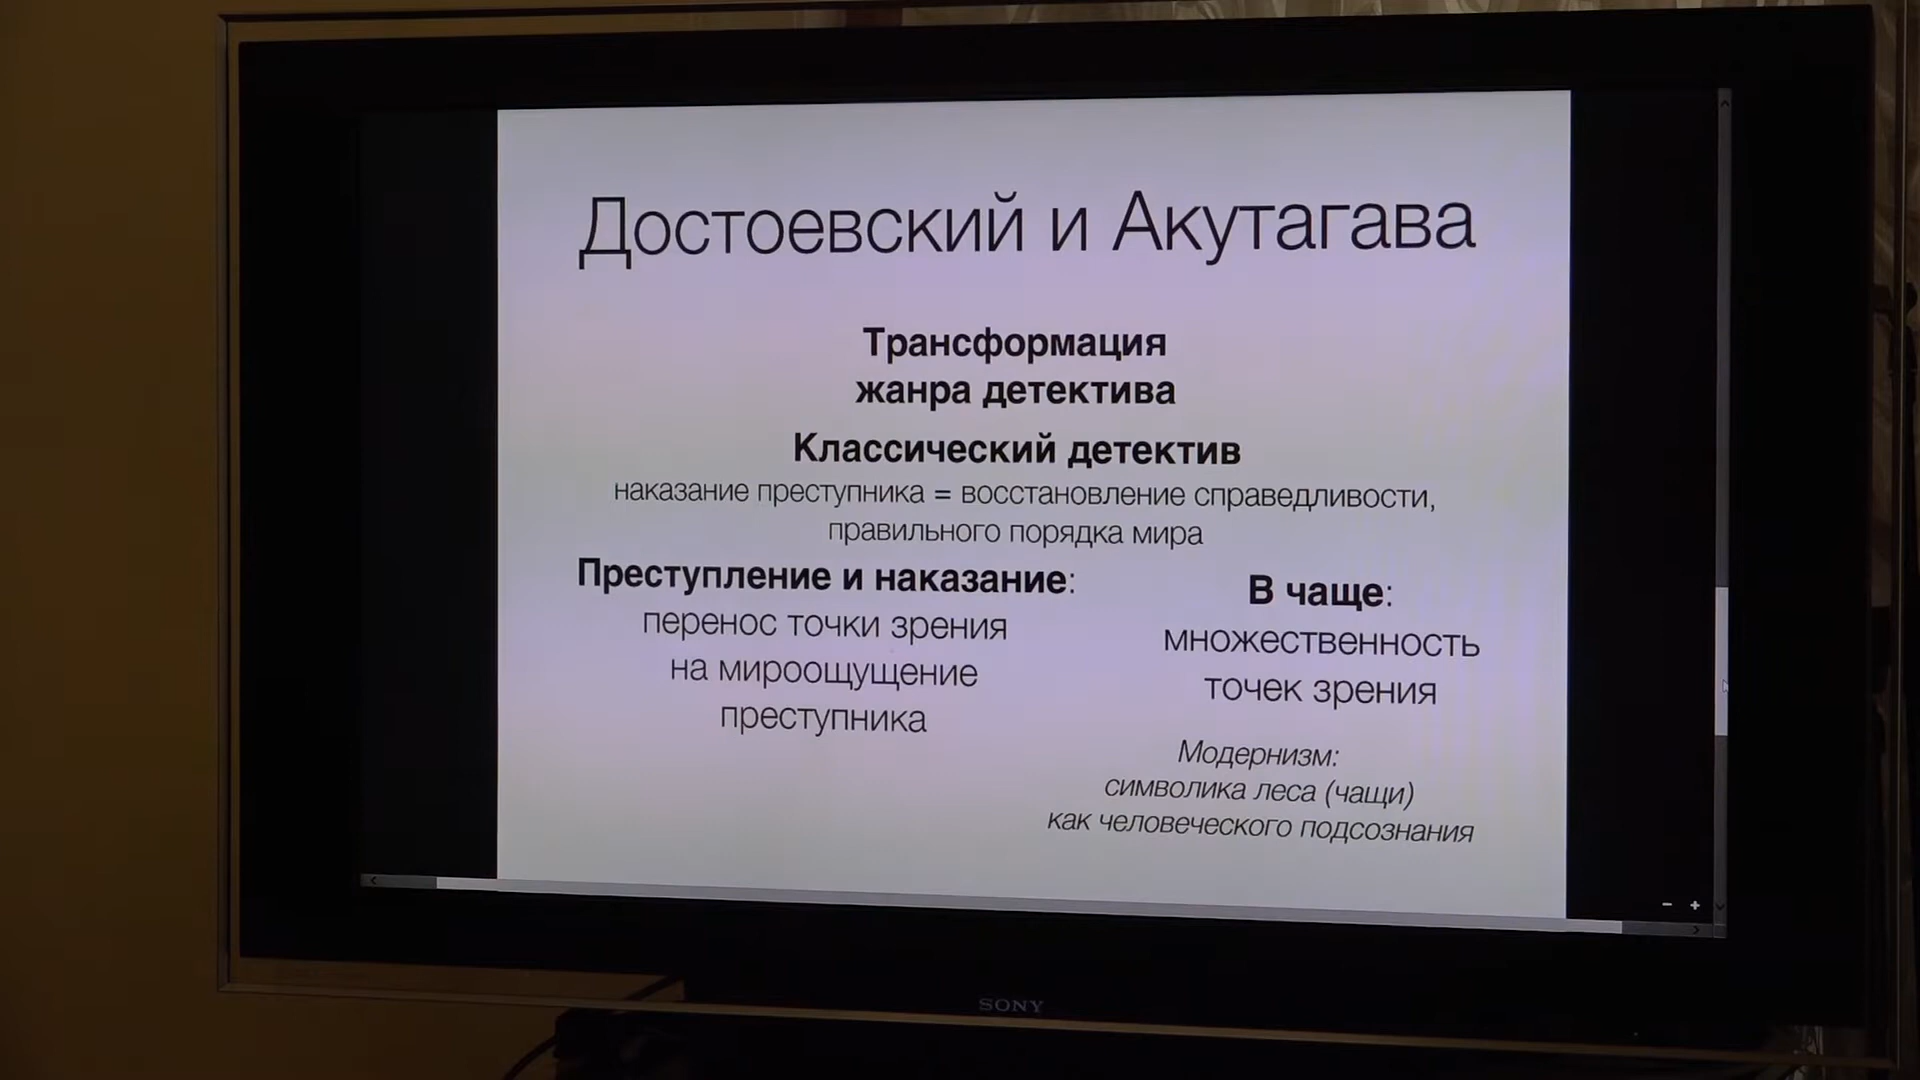 Достоевский и Акутагава
Трансформация
жанра детектива
Классический детектив
наказание преступника = восстановление справедливости,
правильного порядка мира
Преступление и наказание:
перенос точки зрения
на мироощущение
преступника
В чаще:
множественность
точек зрения
Модернизм:
символика леса (чащи)
как человеческого подсознания
SONY